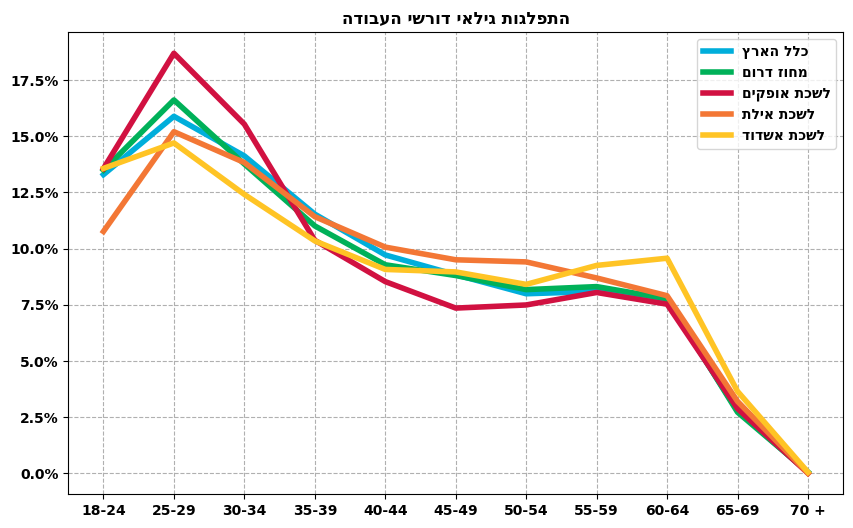 התפלגות גילאי דורשי העבודה
כלל הארץ
מחוז דרום
לשכת אופקים
לשכת אילת
לשכת אשדוד
17.5%
15.0%
12.5%
10.0%
7.5%
5.0%
2.5%
0.0%
18-24 25-29 30-34 35-39 40-44 45-49 50-54 55-59 60-64 65-69 70 +